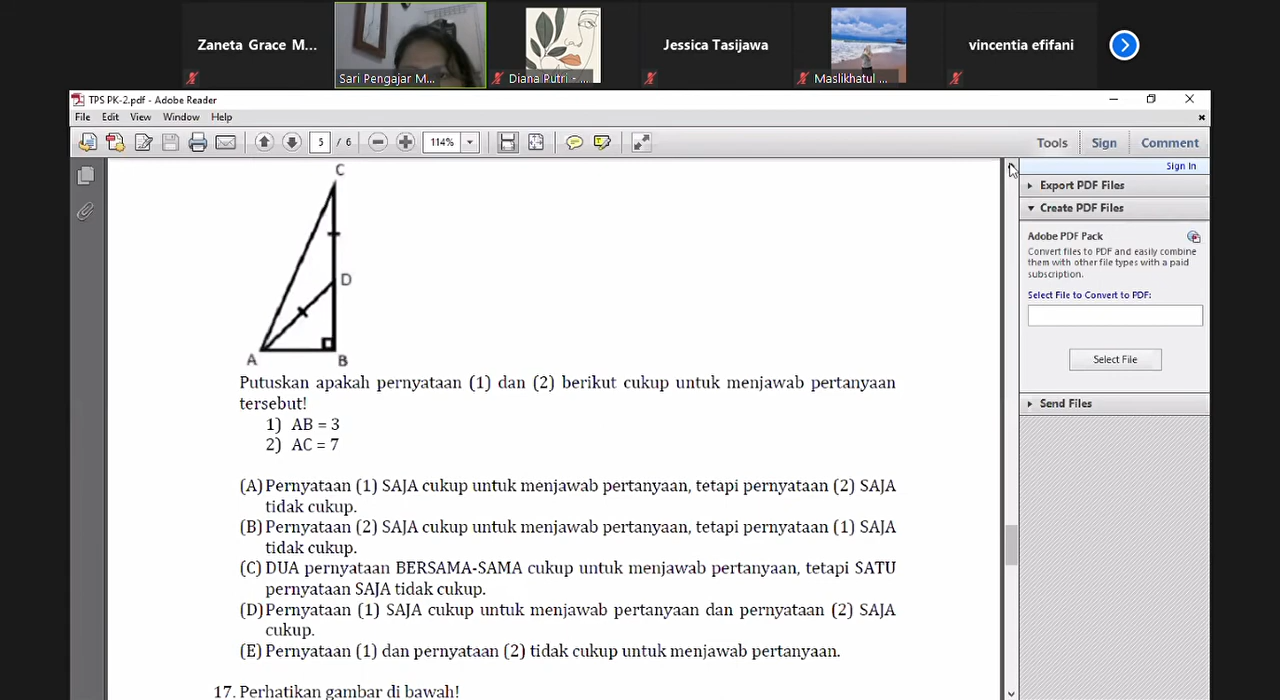 Zaneta Grace M...
Sari Pengajar M...
Diana Putri - ...
Jessica Tasijawa
Maslikhatul ...
vincentia efifani
TPS PK-2.pdf - Adobe Reader
File Edit View Window Help
5 / 6 114% Tools Sign Comment
Sign In
Export PDF Files
Create PDF Files
Adobe PDF Pack
Convert files to PDF and easily combine
them with other file types with a paid
subscription.
Select File to Convert to PDF:
Select File
Send Files
C
D
A
B
Putuskan apakah pernyataan (1) dan (2) berikut cukup untuk menjawab pertanyaan
tersebut!
1) AB = 3
2) AC = 7
(A) Pernyataan (1) SAJA cukup untuk menjawab pertanyaan, tetapi pernyataan (2) SAJA
tidak cukup.
(B) Pernyataan (2) SAJA cukup untuk menjawab pertanyaan, tetapi pernyataan (1) SAJA
tidak cukup.
(C) DUA pernyataan BERSAMA-SAMA cukup untuk menjawab pertanyaan, tetapi SATU
pernyataan SAJA tidak cukup.
(D) Pernyataan (1) SAJA cukup untuk menjawab pertanyaan dan pernyataan (2) SAJA
cukup.
(E) Pernyataan (1) dan pernyataan (2) tidak cukup untuk menjawab pertanyaan.
17. Perhatikan gambar di bawah!